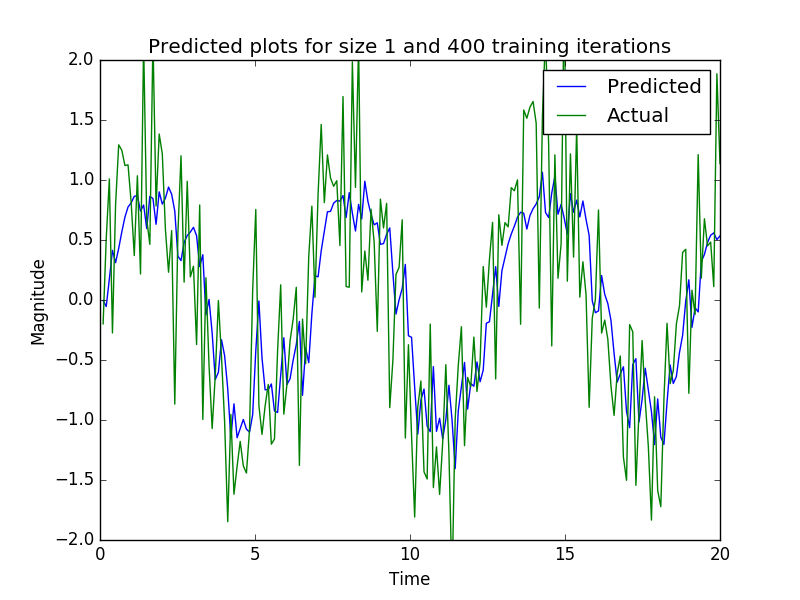 Predicted plots for size 1 and 400 training iterations
Predicted
Actual
2.0
1.5
1.0
0.5
0.0
−0.5
−1.0
−1.5
−2.0
Magnitude
0 5 10 15 20
Time